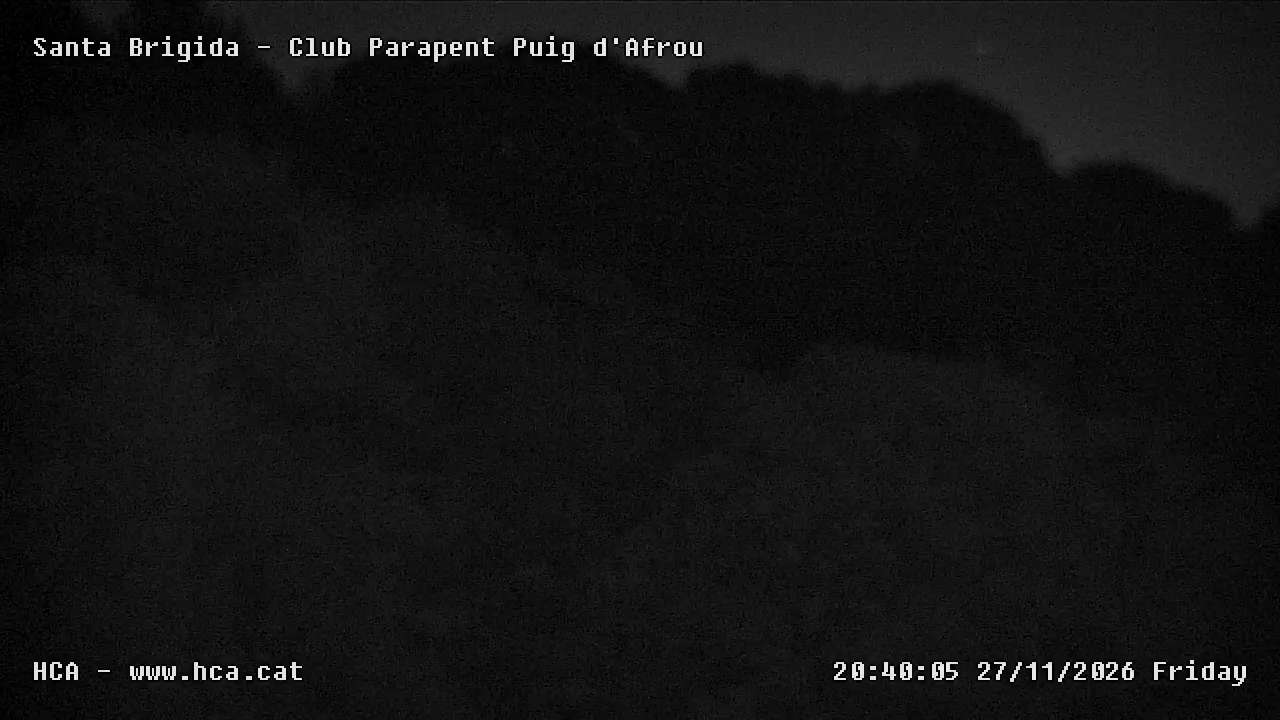 Santa Brigida - Club Parapent Puig d'Afrou
HCA - www.hca.cat
20:40:05 27/11/2026 Friday